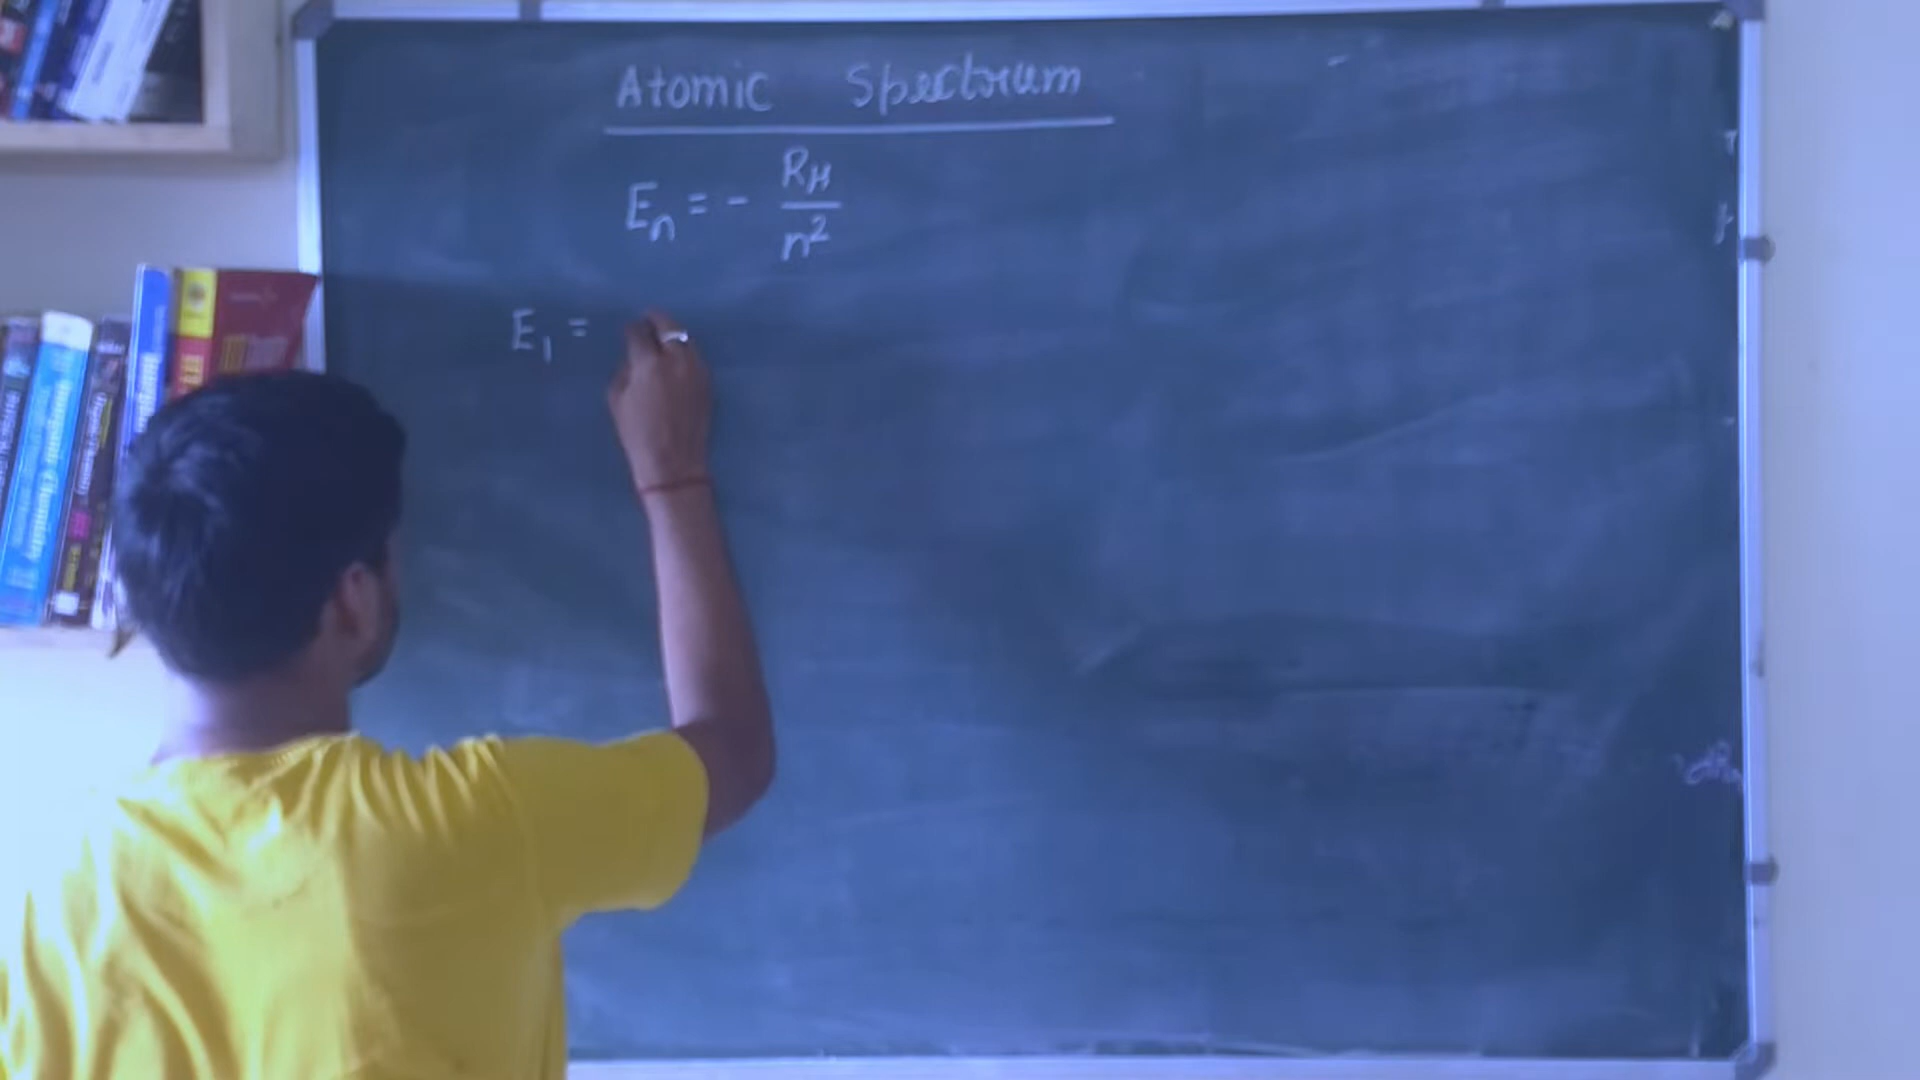 Atomic Spectrum
Eₙ = - R_H / n²
E₁ =